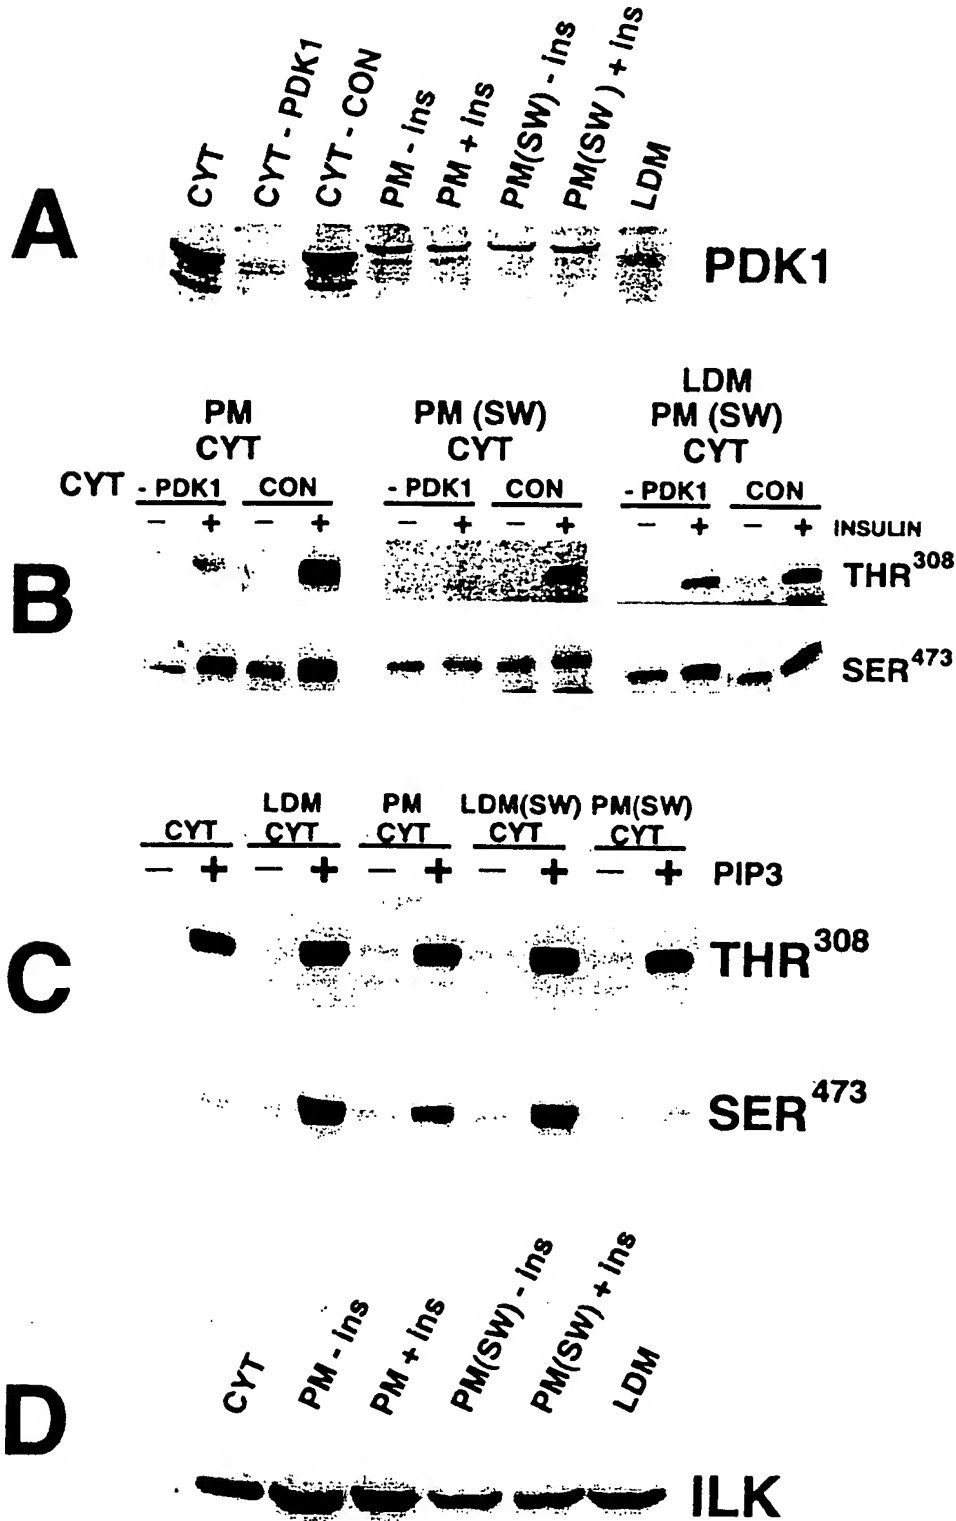 A
CYT
CYT - PDK1
CYT - CON
PM - ins
PM + ins
PM(SW) - ins
PM(SW) + ins
LDM
PDK1
B
PM
CYT
PM (SW)
CYT
LDM
PM (SW)
CYT
CYT - PDK1 CON - PDK1 CON - PDK1 CON
− + − + − + − + − + − + INSULIN
THR308
SER473
C
CYT
LDM
CYT
PM
CYT
LDM(SW)
CYT
PM(SW)
CYT
− + − + − + − + − + PIP3
THR308
SER473
D
CYT
PM - ins
PM + ins
PM(SW) - ins
PM(SW) + ins
LDM
ILK